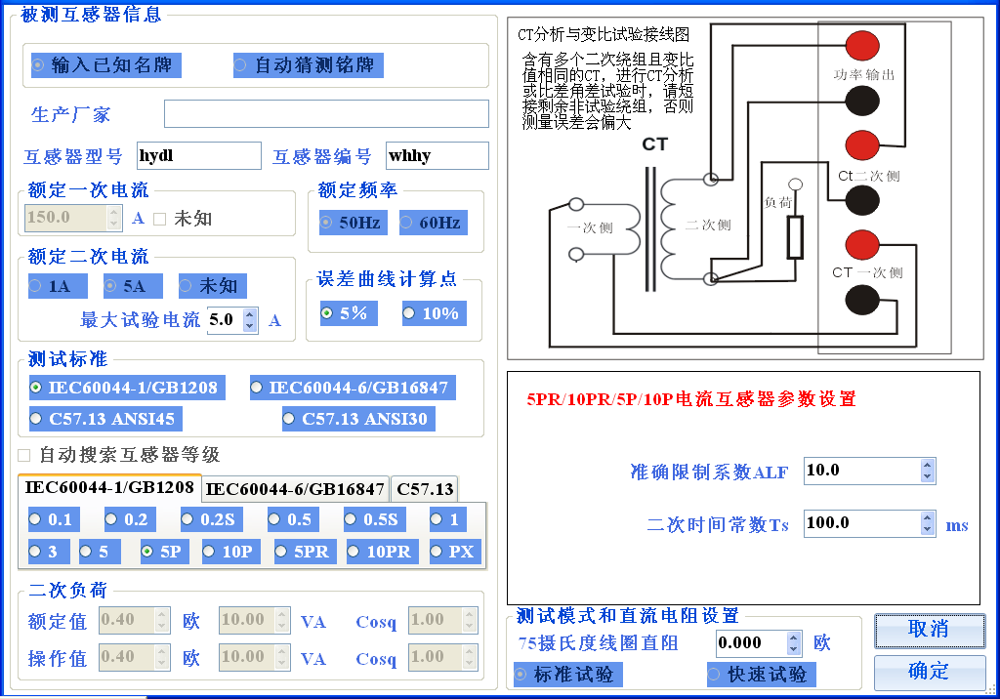 被测互感器信息
输入已知名牌 自动猜测铭牌
生产厂家
互感器型号 hydl 互感器编号 whhy
额定一次电流
150.0 A 未知
额定频率
50Hz 60Hz
额定二次电流
1A 5A 未知
最大试验电流 5.0 A
误差曲线计算点
5% 10%
测试标准
IEC60044-1/GB1208 IEC60044-6/GB16847
C57.13 ANSI45 C57.13 ANSI30
自动搜索互感器等级
IEC60044-1/GB1208 IEC60044-6/GB16847 C57.13
0.1 0.2 0.2S 0.5 0.5S 1
3 5 5P 10P 5PR 10PR PX
二次负荷
额定值 0.40 欧 10.00 VA Cosq 1.00
操作值 0.40 欧 10.00 VA Cosq 1.00
CT分析与变比试验接线图
含有多个二次绕组且变比
值相同的CT，进行CT分析
或比差角差试验时，请短
接剩余非试验绕组，否则
测量误差会偏大
CT
功率输出
Ct二次侧
负荷
一次侧
二次侧
CT一次侧
5PR/10PR/5P/10P电流互感器参数设置
准确限制系数ALF 10.0
二次时间常数Ts 100.0 ms
测试模式和直流电阻设置
75摄氏度线圈直阻 0.000 欧
标准试验 快速试验
取消
确定